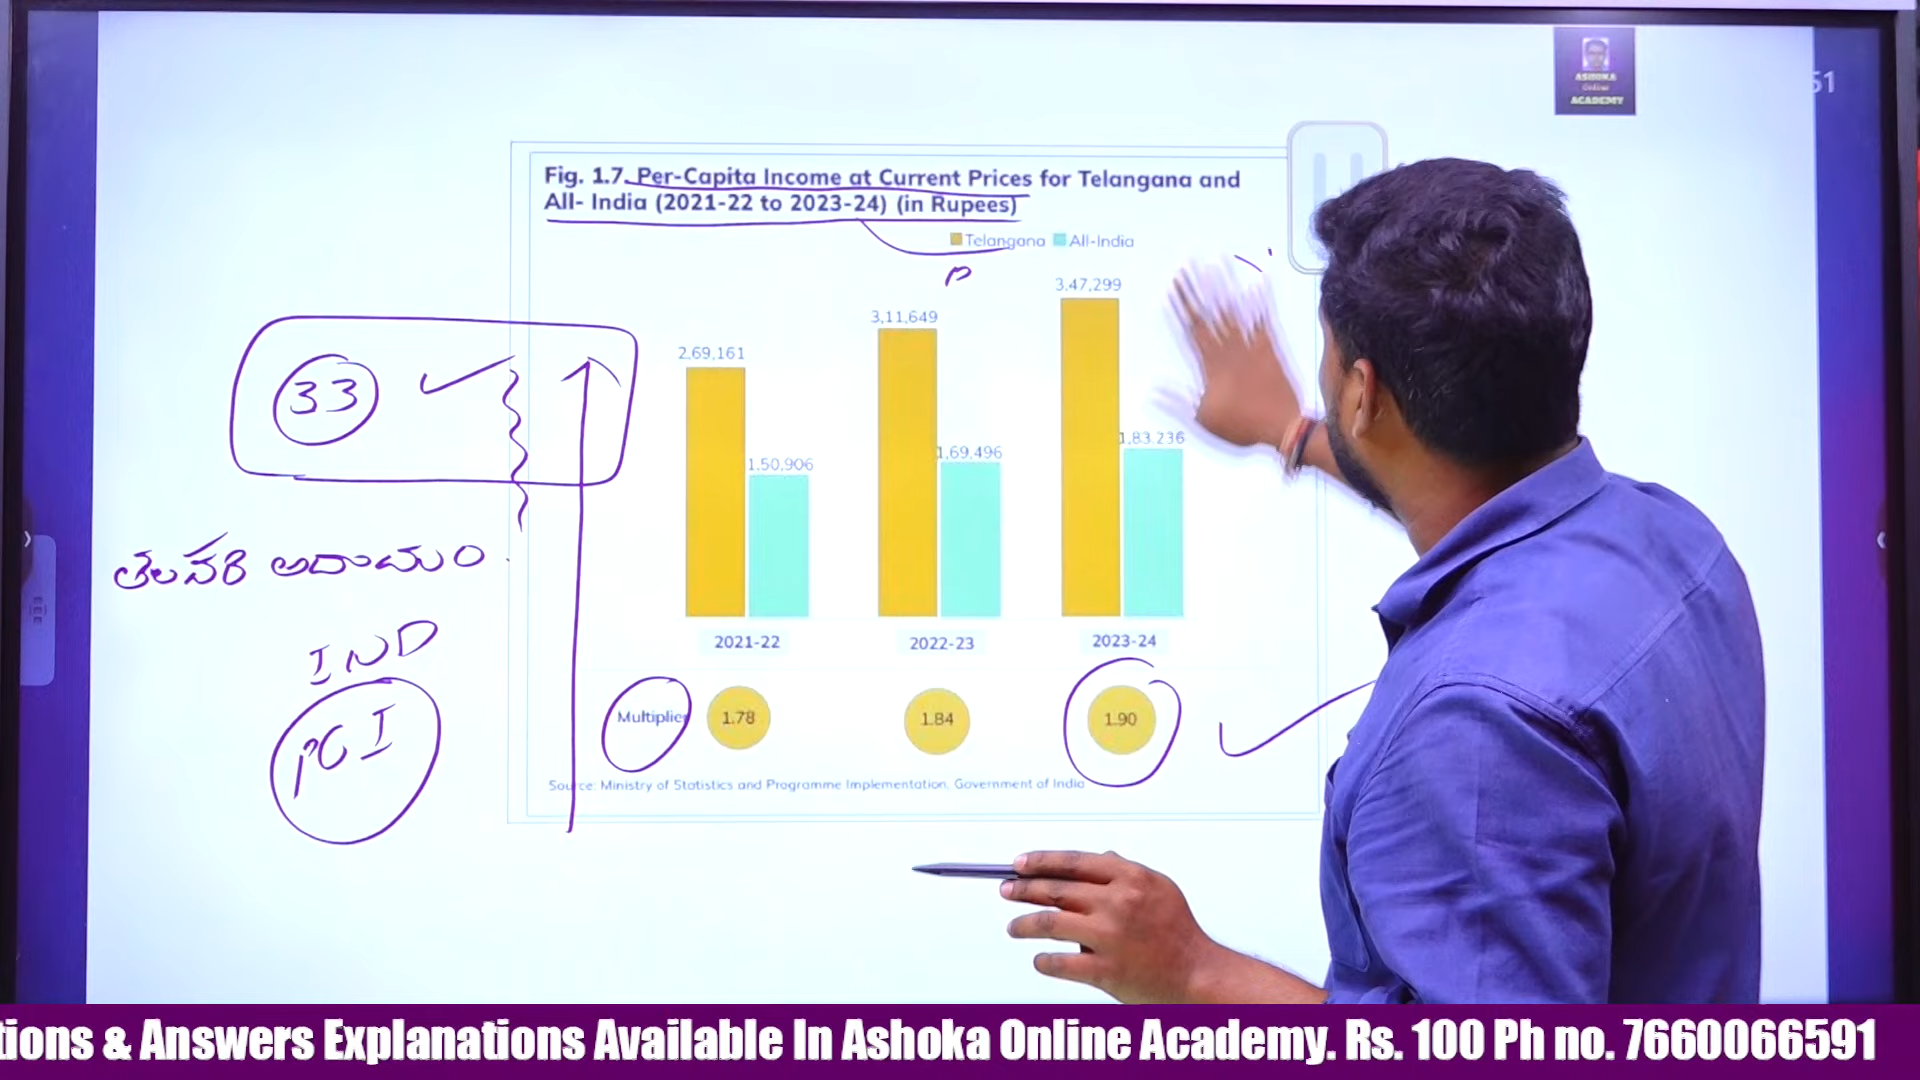 ASHOKA
Online
ACADEMY
51
Fig. 1.7. Per-Capita Income at Current Prices for Telangana and
All- India (2021-22 to 2023-24) (in Rupees)
Telangana All-India
P
3,47,299
3,11,649
2,69,161
33
1,83,236
1,69,496
1,50,906
తలసరి ఆదాయం
IND
PCI
2021-22 2022-23 2023-24
Multiplier 1.78 1.84 1.90
Source: Ministry of Statistics and Programme Implementation, Government of India
tions & Answers Explanations Available In Ashoka Online Academy. Rs. 100 Ph no. 7660066591